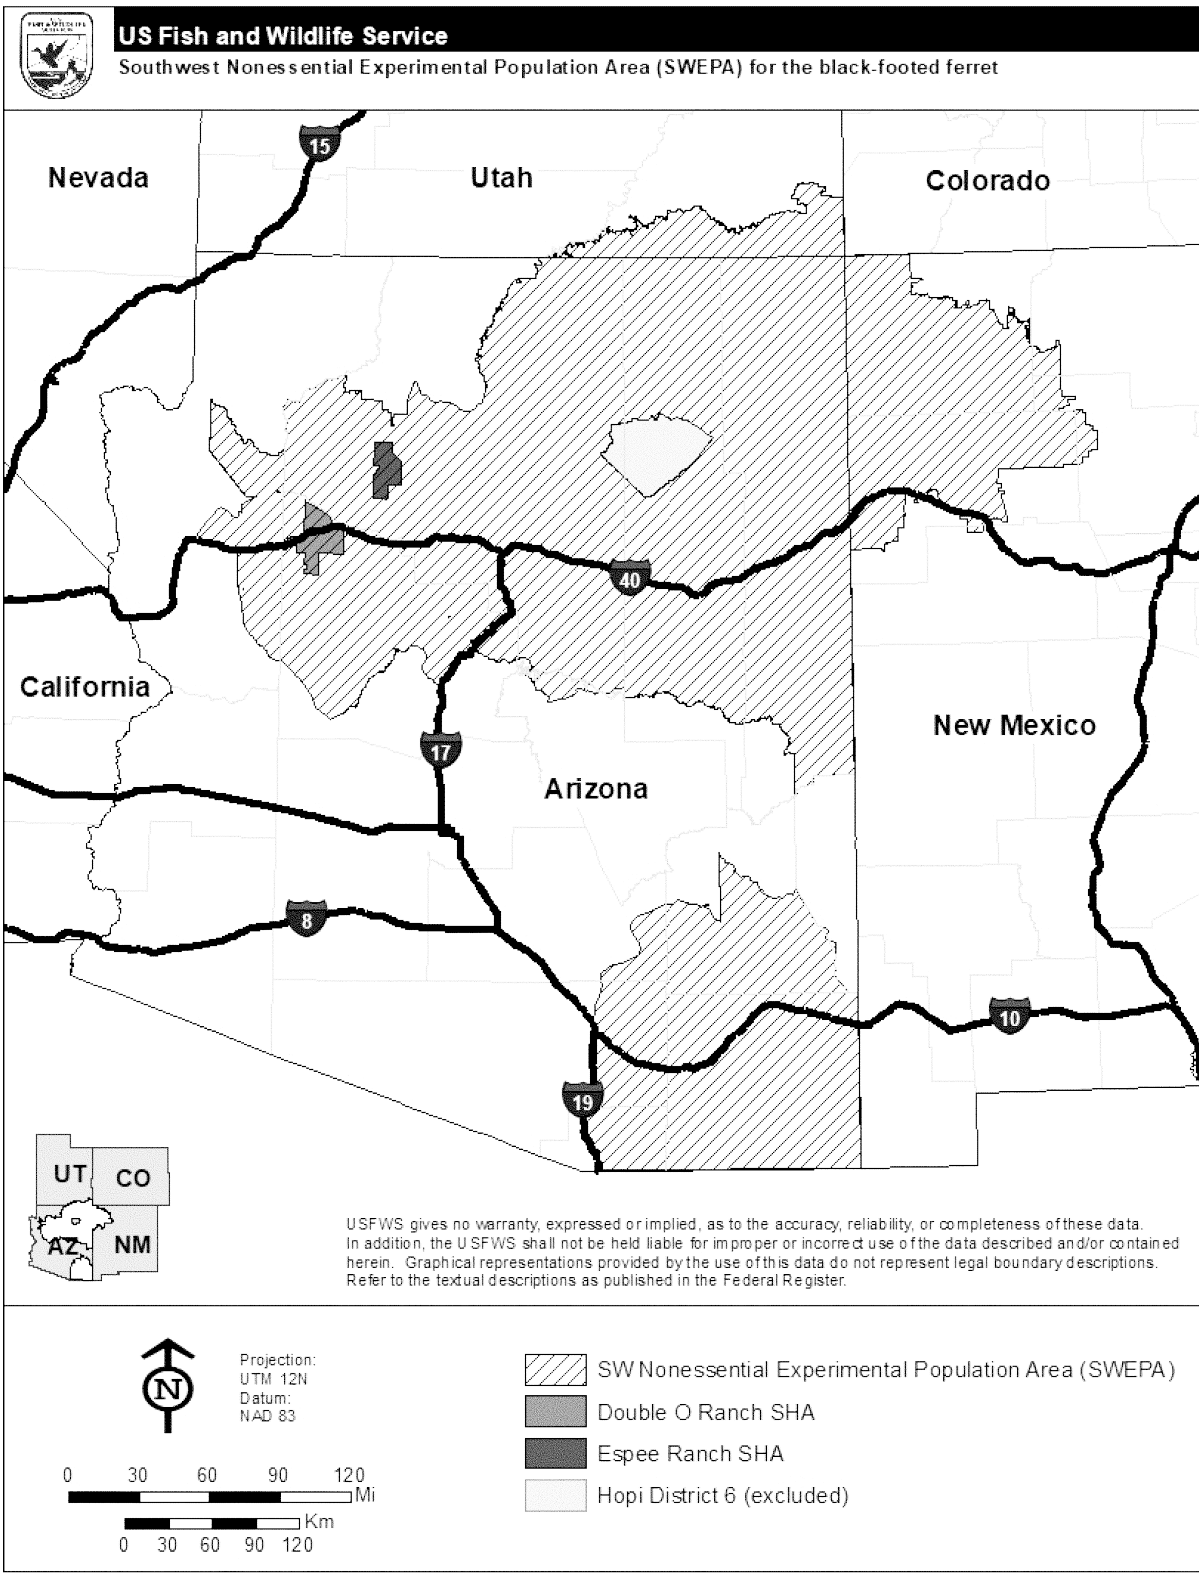 US Fish and Wildlife Service
Southwest Nonessential Experimental Population Area (SWEPA) for the black-footed ferret
15
Nevada
Utah
Colorado
40
California
17
New Mexico
Arizona
8
10
19
UT
CO
AZ
NM
USFWS gives no warranty, expressed or implied, as to the accuracy, reliability, or completeness of these data.
In addition, the USFWS shall not be held liable for improper or incorrect use of the data described and/or contained
herein. Graphical representations provided by the use of this data do not represent legal boundary descriptions.
Refer to the textual descriptions as published in the Federal Register.
N
Projection:
UTM 12N
Datum:
NAD 83
0 30 60 90 120
Mi
Km
0 30 60 90 120
SW Nonessential Experimental Population Area (SWEPA)
Double O Ranch SHA
Espee Ranch SHA
Hopi District 6 (excluded)